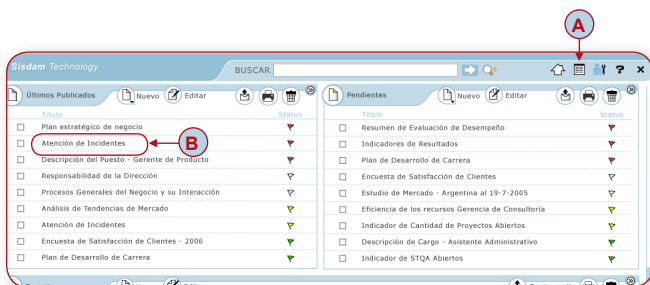 A
Sisdam Technology
BUSCAR
?
×
Últimos Publicados
Nuevo
Editar
Título
Status
Plan estratégico de negocio
Atención de Incidentes
B
Descripción del Puesto - Gerente de Producto
Responsabilidad de la Dirección
Procesos Generales del Negocio y su Interacción
Análisis de Tendencias de Mercado
Atención de Incidentes
Encuesta de Satisfacción de Clientes - 2006
Plan de Desarrollo de Carrera
Pendientes
Nuevo
Editar
Título
Status
Resumen de Evaluación de Desempeño
Indicadores de Resultados
Plan de Desarrollo de Carrera
Encuesta de Satisfacción de Clientes
Estudio de Mercado - Argentina al 19-7-2005
Eficiencia de los recursos Gerencia de Consultoría
Indicador de Cantidad de Proyectos Abiertos
Descripción de Cargo - Asistente Administrativo
Indicador de STQA Abiertos